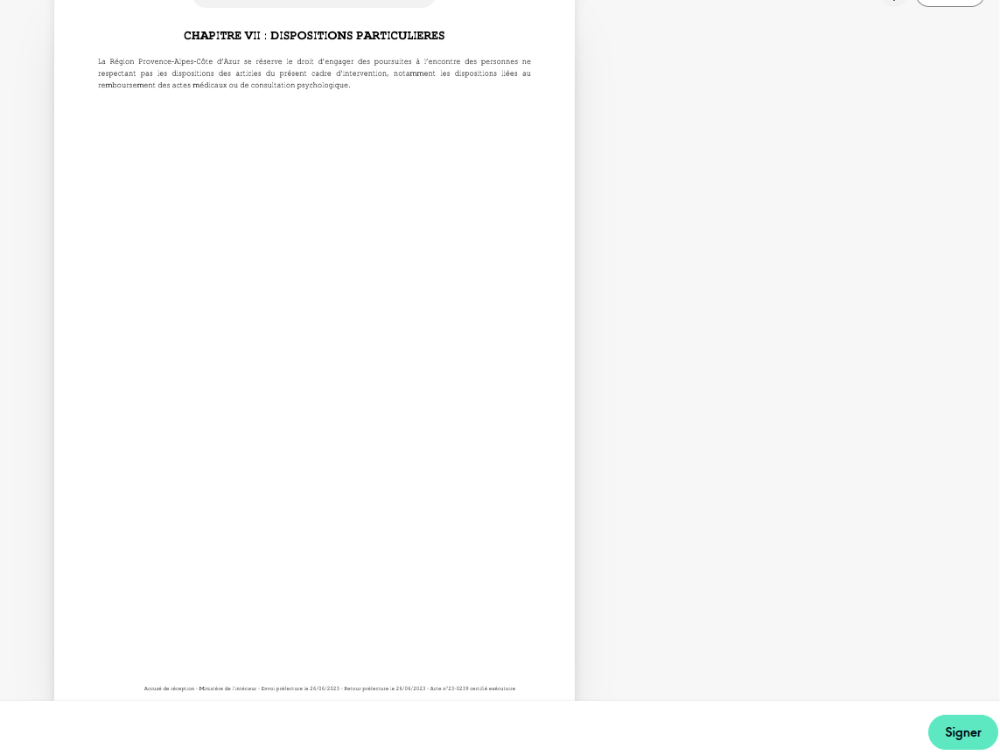 CHAPITRE VII : DISPOSITIONS PARTICULIERES
La Région Provence-Alpes-Côte d'Azur se réserve le droit d'engager des poursuites à l'encontre des personnes ne
respectant pas les dispositions des articles du présent cadre d'intervention, notamment les dispositions liées au
remboursement des actes médicaux ou de consultation psychologique.
Accusé de réception - Ministère de l'intérieur - Envoi préfecture le 26/06/2023 - Retour préfecture le 26/06/2023 - Acte n°23-0239 certifié exécutoire
Signer